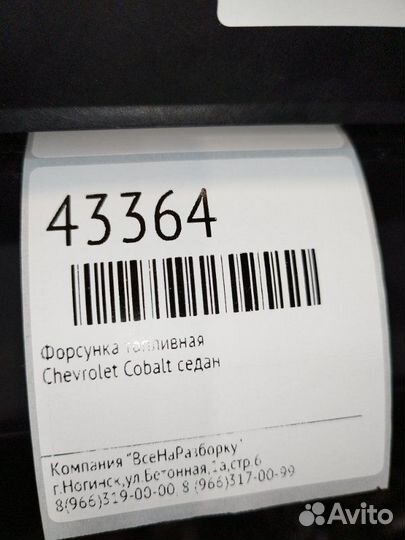 43364
Форсунка топливная
Chevrolet Cobalt седан
Компания "ВсеНаРазборку"
г.Ногинск,ул.Бетонная,1а,стр.6
8(966)319-00-00, 8 (966)317-00-99
Avito